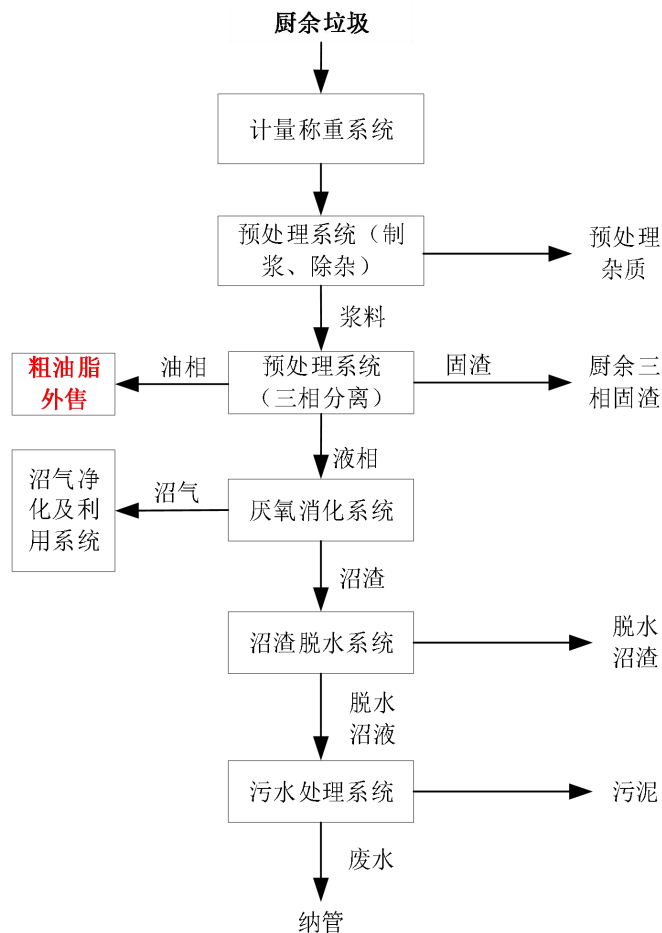 厨余垃圾
计量称重系统
预处理系统（制
浆、除杂）
预处理
杂质
浆料
粗油脂
外售
油相
预处理系统
（三相分离）
固渣
厨余三
相固渣
液相
沼气净
化及利
用系统
沼气
厌氧消化系统
沼渣
沼渣脱水系统
脱水
沼渣
脱水
沼液
污水处理系统
污泥
废水
纳管